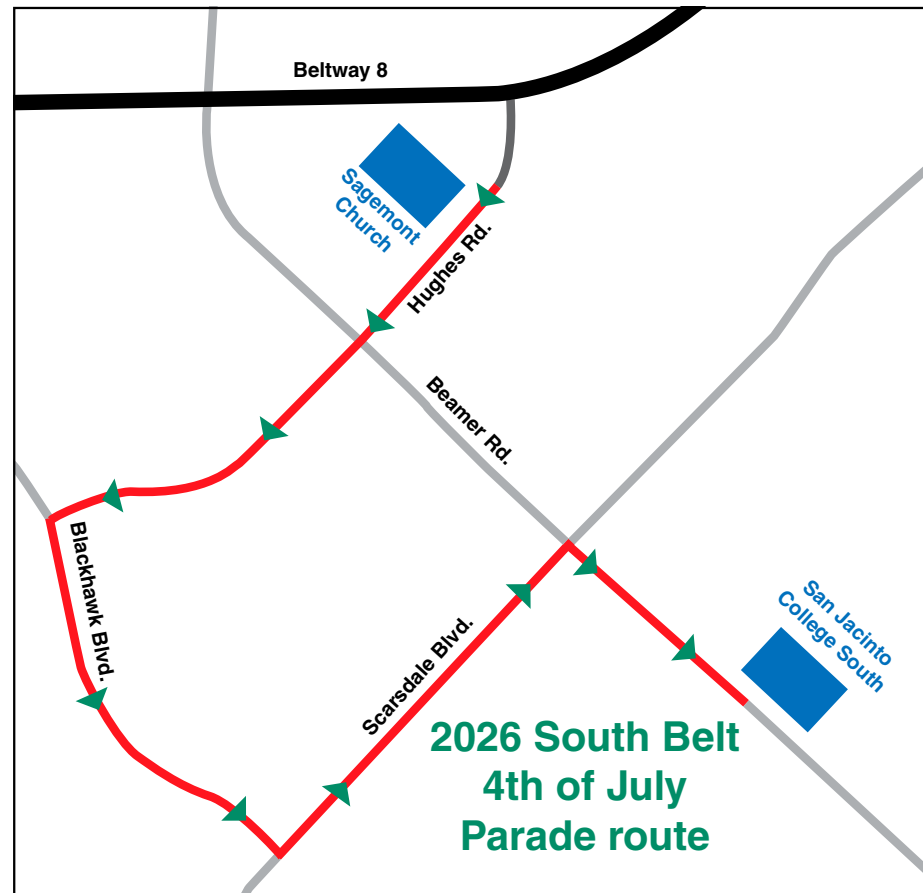 Beltway 8
Sagemont
Church
Hughes Rd.
Beamer Rd.
Blackhawk Blvd.
Scarsdale Blvd.
San Jacinto
College South
2026 South Belt
4th of July
Parade route